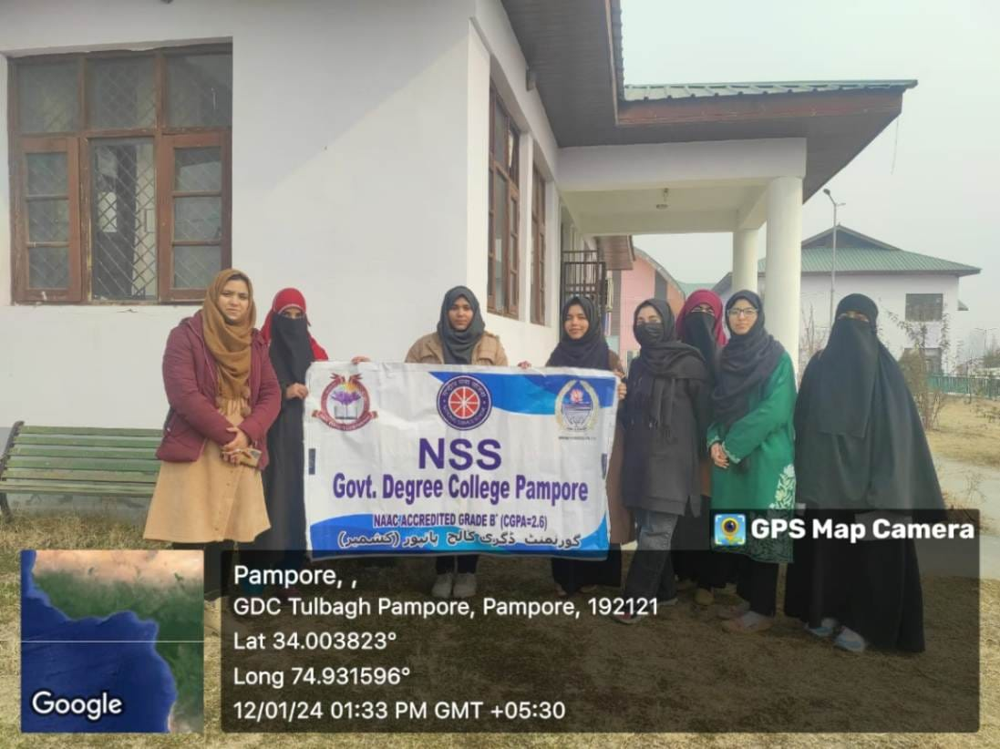 NSS
Govt. Degree College Pampore
NAAC ACCREDITED GRADE B+ (CGPA=2.6)
گورنمنٹ ڈگری کالج پانپور (کشمیر)
GPS Map Camera
Pampore, ,
GDC Tulbagh Pampore, Pampore, 192121
Lat 34.003823°
Long 74.931596°
12/01/24 01:33 PM GMT +05:30
Google